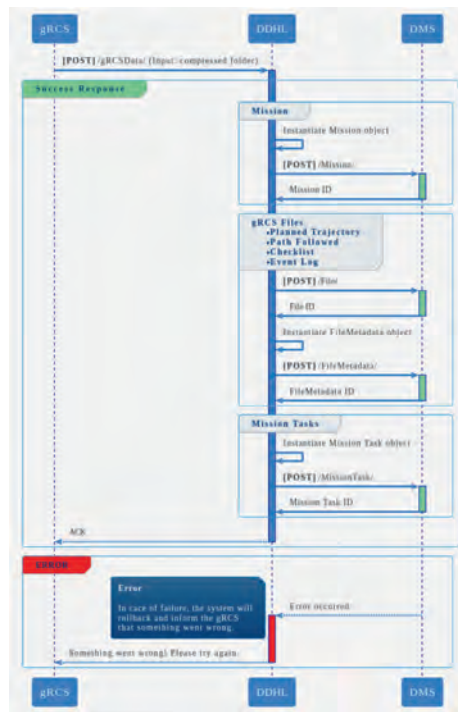 gRCS DDHL DMS
[POST] /gRCSData/ (Input: compressed folder)
Success Response
Mission
Instantiate Mission object
[POST] /Mission/
Mission ID
gRCS Files
•Planned Trajectory
•Path Followed
•Checklist
•Event Log
[POST] /File/
File ID
Instantiate FileMetadata object
[POST] /FileMetadata/
FileMetadata ID
Mission Tasks
Instantiate Mission Task object
[POST] /MissionTask/
Mission Task ID
ACK
ERROR
Error
In case of failure, the system will
rollback and inform the gRCS
that something went wrong.
Error occurred
Something went wrong! Please try again.
gRCS DDHL DMS